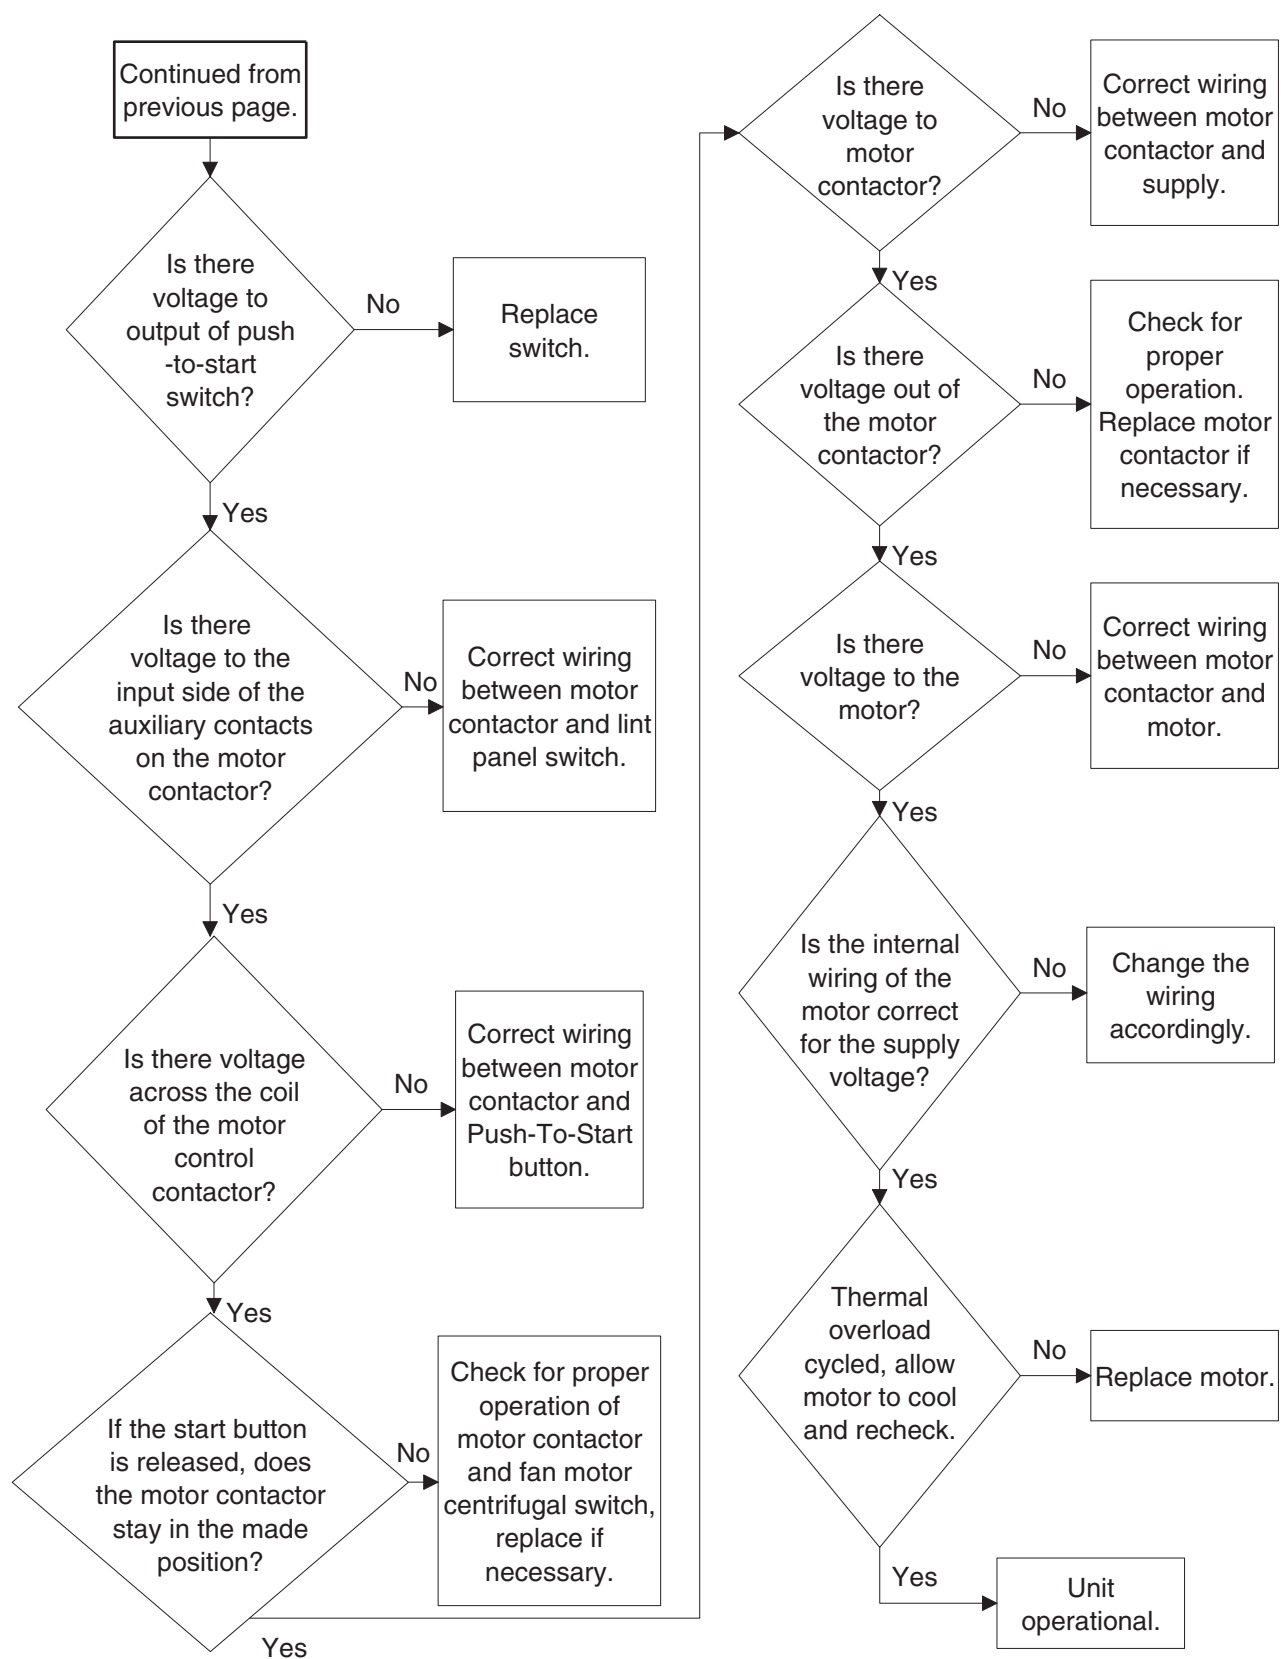 Continued from
previous page.
Is there
voltage to
output of push
-to-start
switch?
No
Replace
switch.
Yes
Is there
voltage to the
input side of the
auxiliary contacts
on the motor
contactor?
No
Correct wiring
between motor
contactor and lint
panel switch.
Yes
Is there voltage
across the coil
of the motor
control
contactor?
No
Correct wiring
between motor
contactor and
Push-To-Start
button.
Yes
If the start button
is released, does
the motor contactor
stay in the made
position?
No
Check for proper
operation of
motor contactor
and fan motor
centrifugal switch,
replace if
necessary.
Yes
Is there
voltage to
motor
contactor?
No
Correct wiring
between motor
contactor and
supply.
Yes
Is there
voltage out of
the motor
contactor?
No
Check for
proper
operation.
Replace motor
contactor if
necessary.
Yes
Is there
voltage to the
motor?
No
Correct wiring
between motor
contactor and
motor.
Yes
Is the internal
wiring of the
motor correct
for the supply
voltage?
No
Change the
wiring
accordingly.
Yes
Thermal
overload
cycled, allow
motor to cool
and recheck.
No
Replace motor.
Yes
Unit
operational.